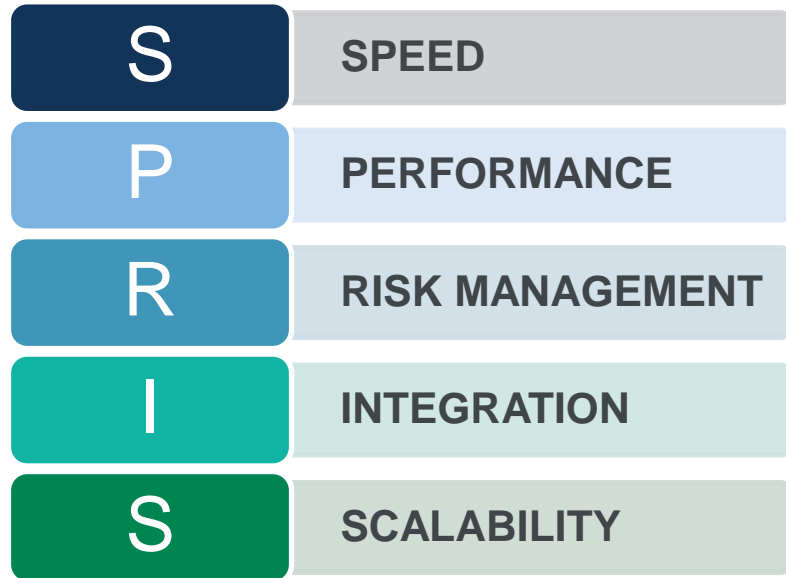 S SPEED
P PERFORMANCE
R RISK MANAGEMENT
I INTEGRATION
S SCALABILITY